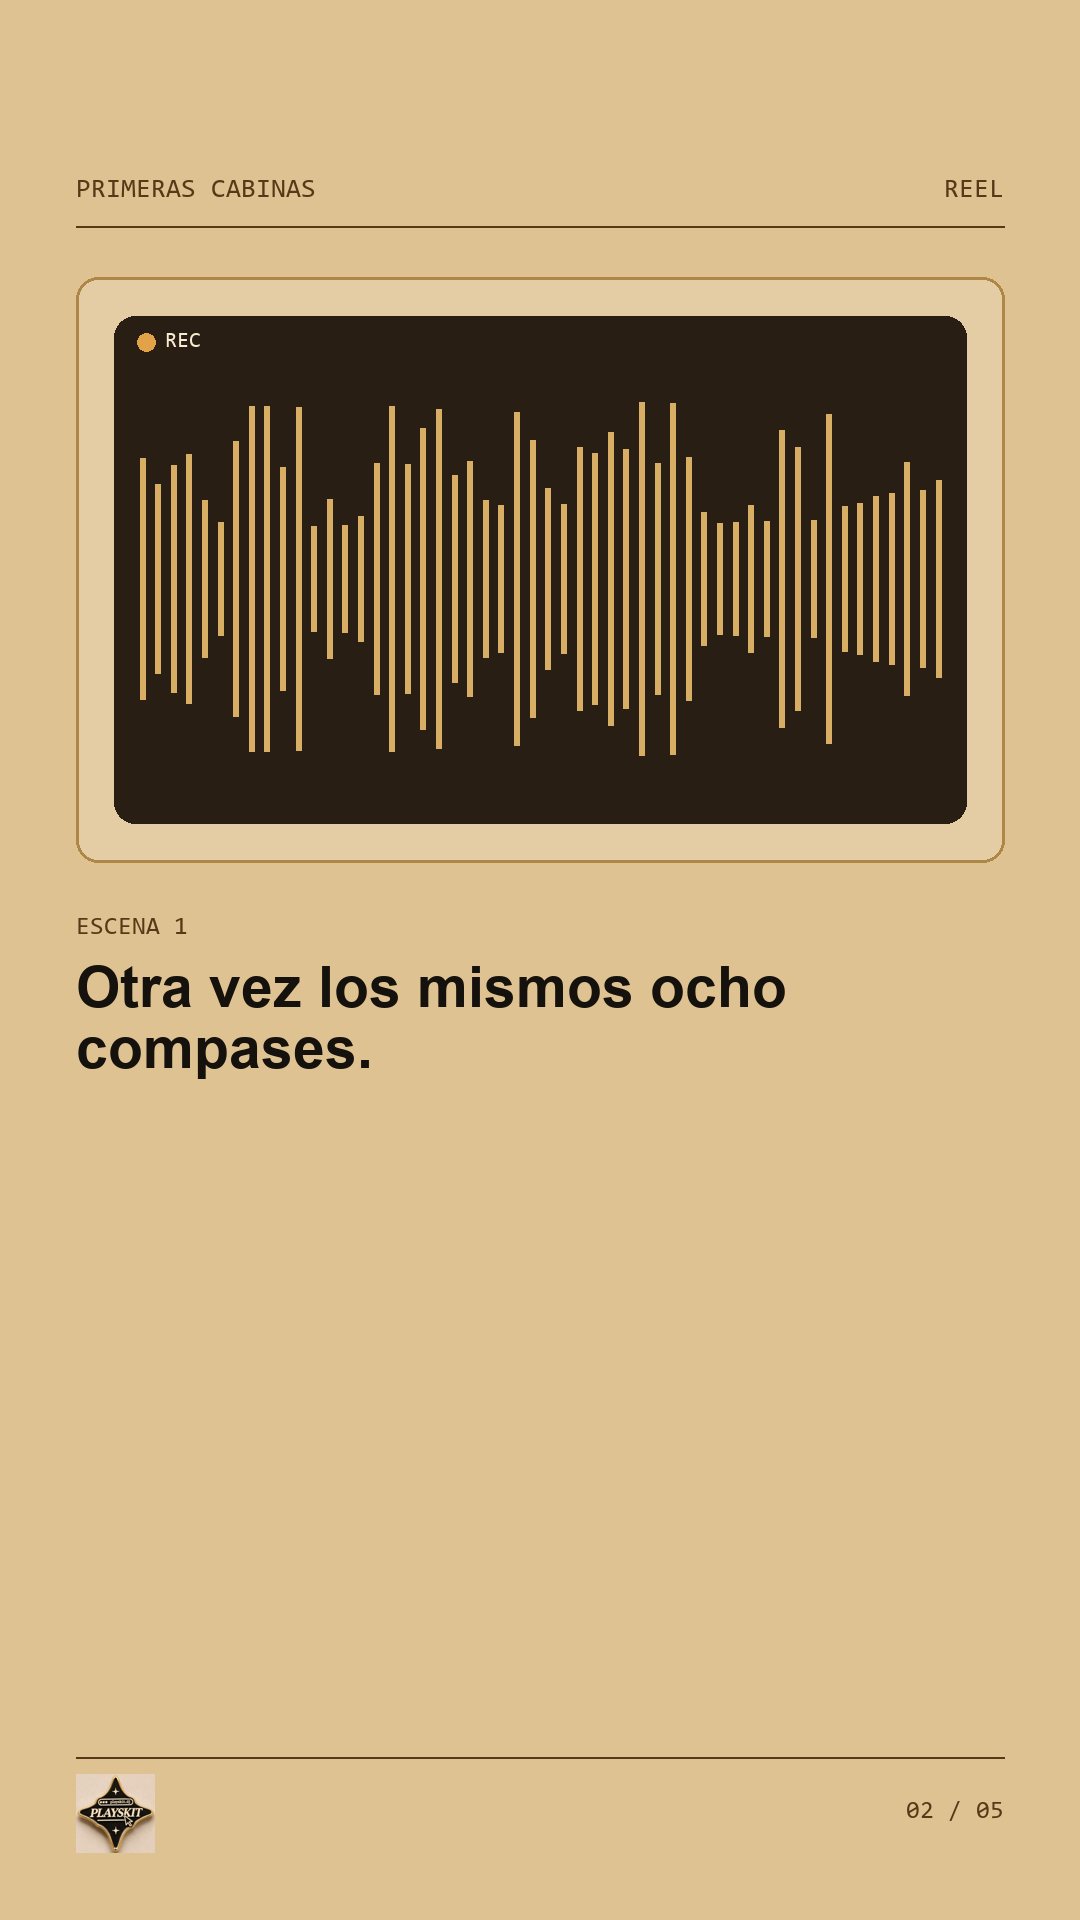 PRIMERAS CABINAS
REEL
REC
ESCENA 1
Otra vez los mismos ocho
compases.
PLAYSKIT
02 / 05